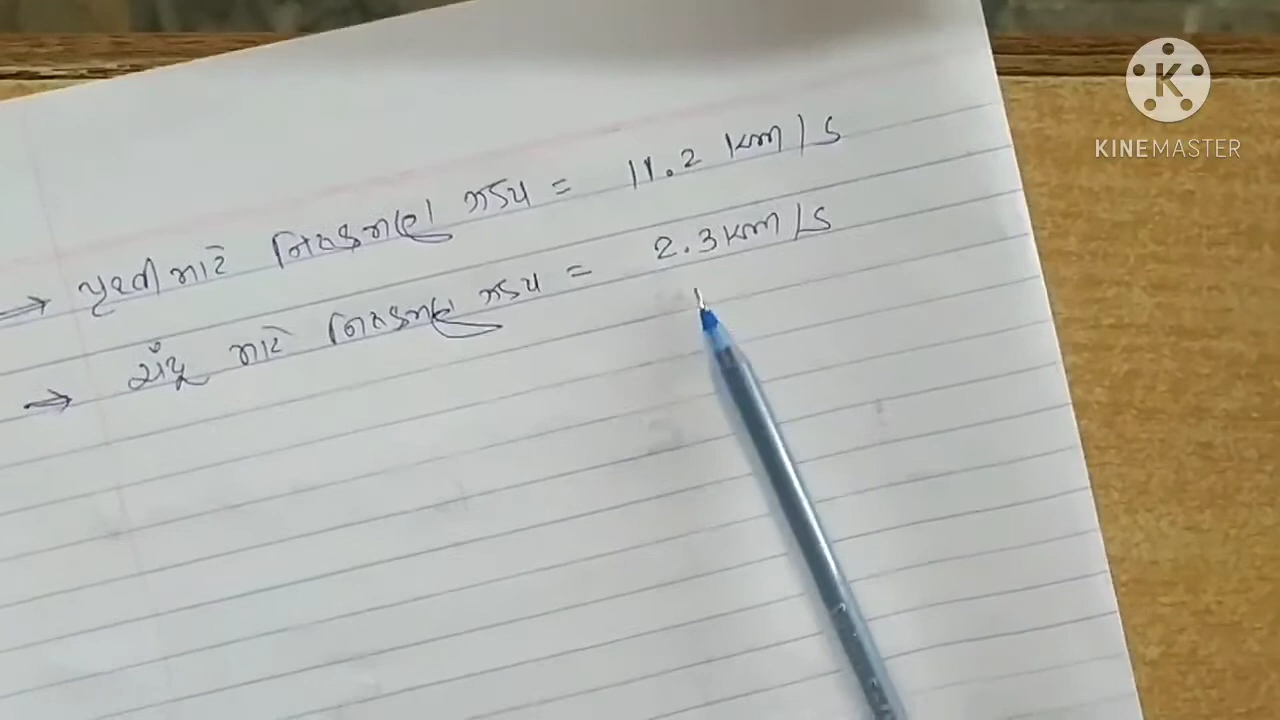 ⇒ પૃથ્વી માટે નિષ્ક્રમણ ઝડપ = 11.2 km/s
→ ચંદ્ર માટે નિષ્ક્રમણ ઝડપ = 2.3 km/s
K
KINEMASTER